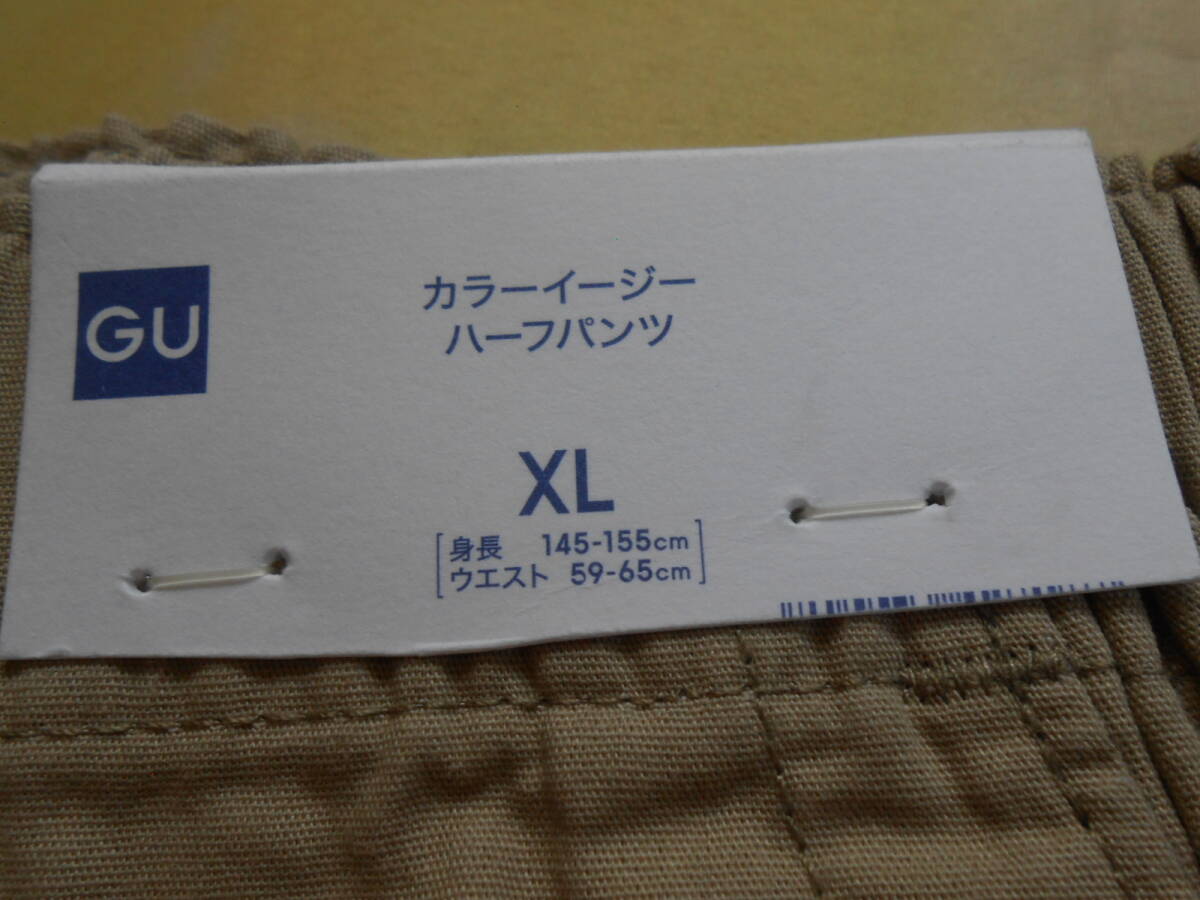 GU
カラーイージー
ハーフパンツ
XL
身長 145-155cm
ウエスト 59-65cm